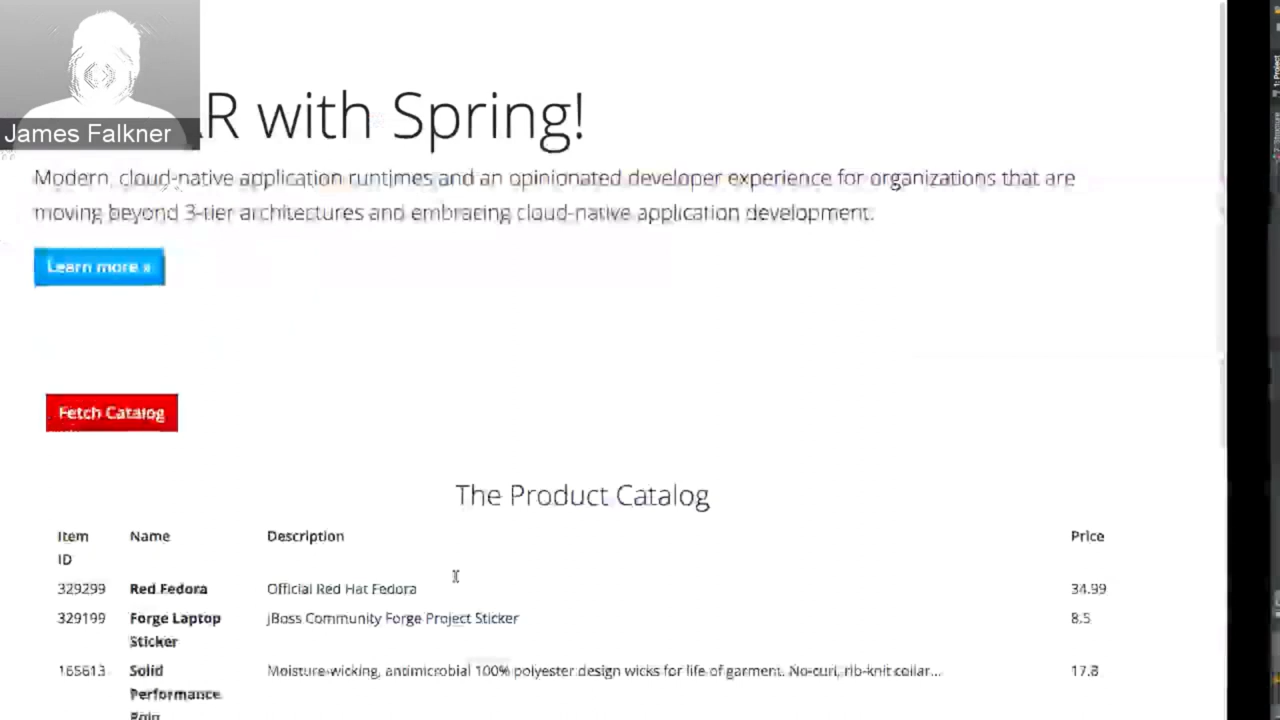 James Falkner
R with Spring!
Modern, cloud-native application runtimes and an opinionated developer experience for organizations that are
moving beyond 3-tier architectures and embracing cloud-native application development.
Learn more »
Fetch Catalog
The Product Catalog
Item ID Name Description Price
329299 Red Fedora Official Red Hat Fedora 34.99
329199 Forge Laptop Sticker JBoss Community Forge Project Sticker 8.5
165613 Solid Performance Polo Moisture-wicking, antimicrobial 100% polyester design wicks for life of garment. No-curl, rib-knit collar... 17.8
1: Project